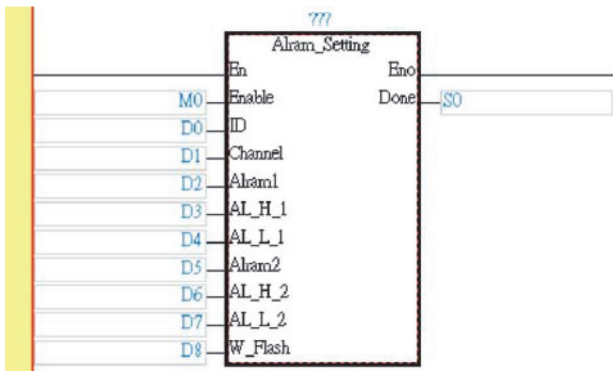 ???
Alram_Setting
En Eno
M0 Enable Done S0
D0 ID
D1 Channel
D2 Alram1
D3 AL_H_1
D4 AL_L_1
D5 Alram2
D6 AL_H_2
D7 AL_L_2
D8 W_Flash